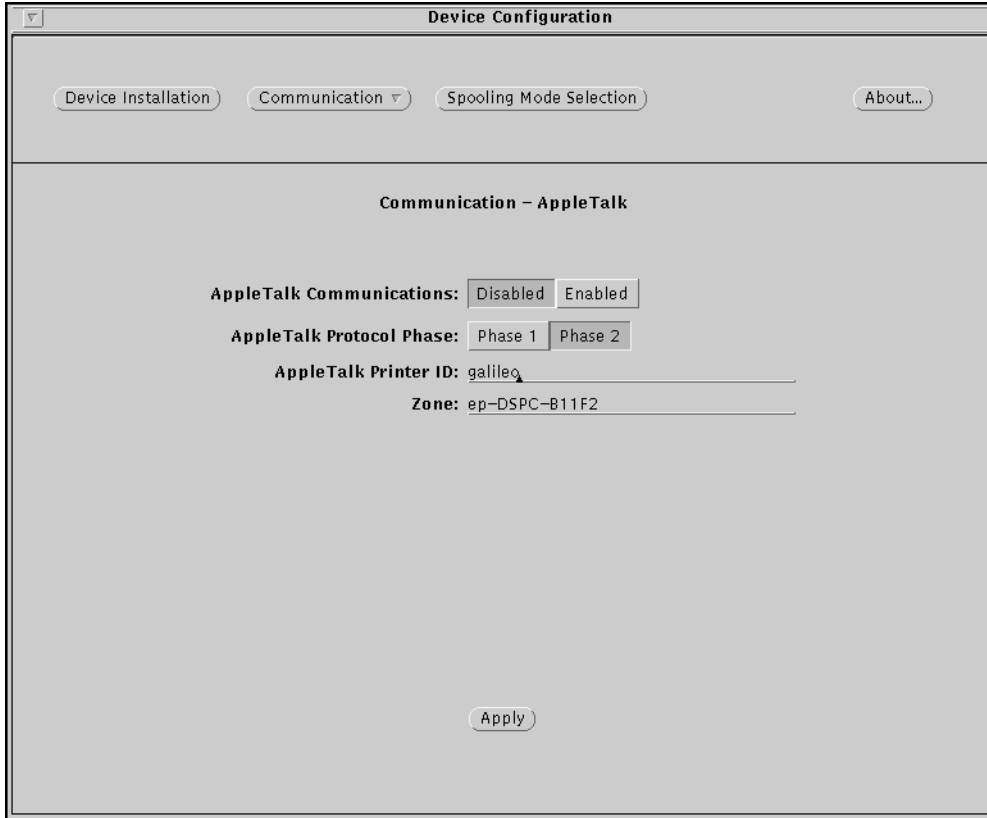 Device Configuration
Device Installation Communication Spooling Mode Selection About...
Communication – AppleTalk
AppleTalk Communications: Disabled Enabled
AppleTalk Protocol Phase: Phase 1 Phase 2
AppleTalk Printer ID: galileo
Zone: ep–DSPC–B11F2
Apply